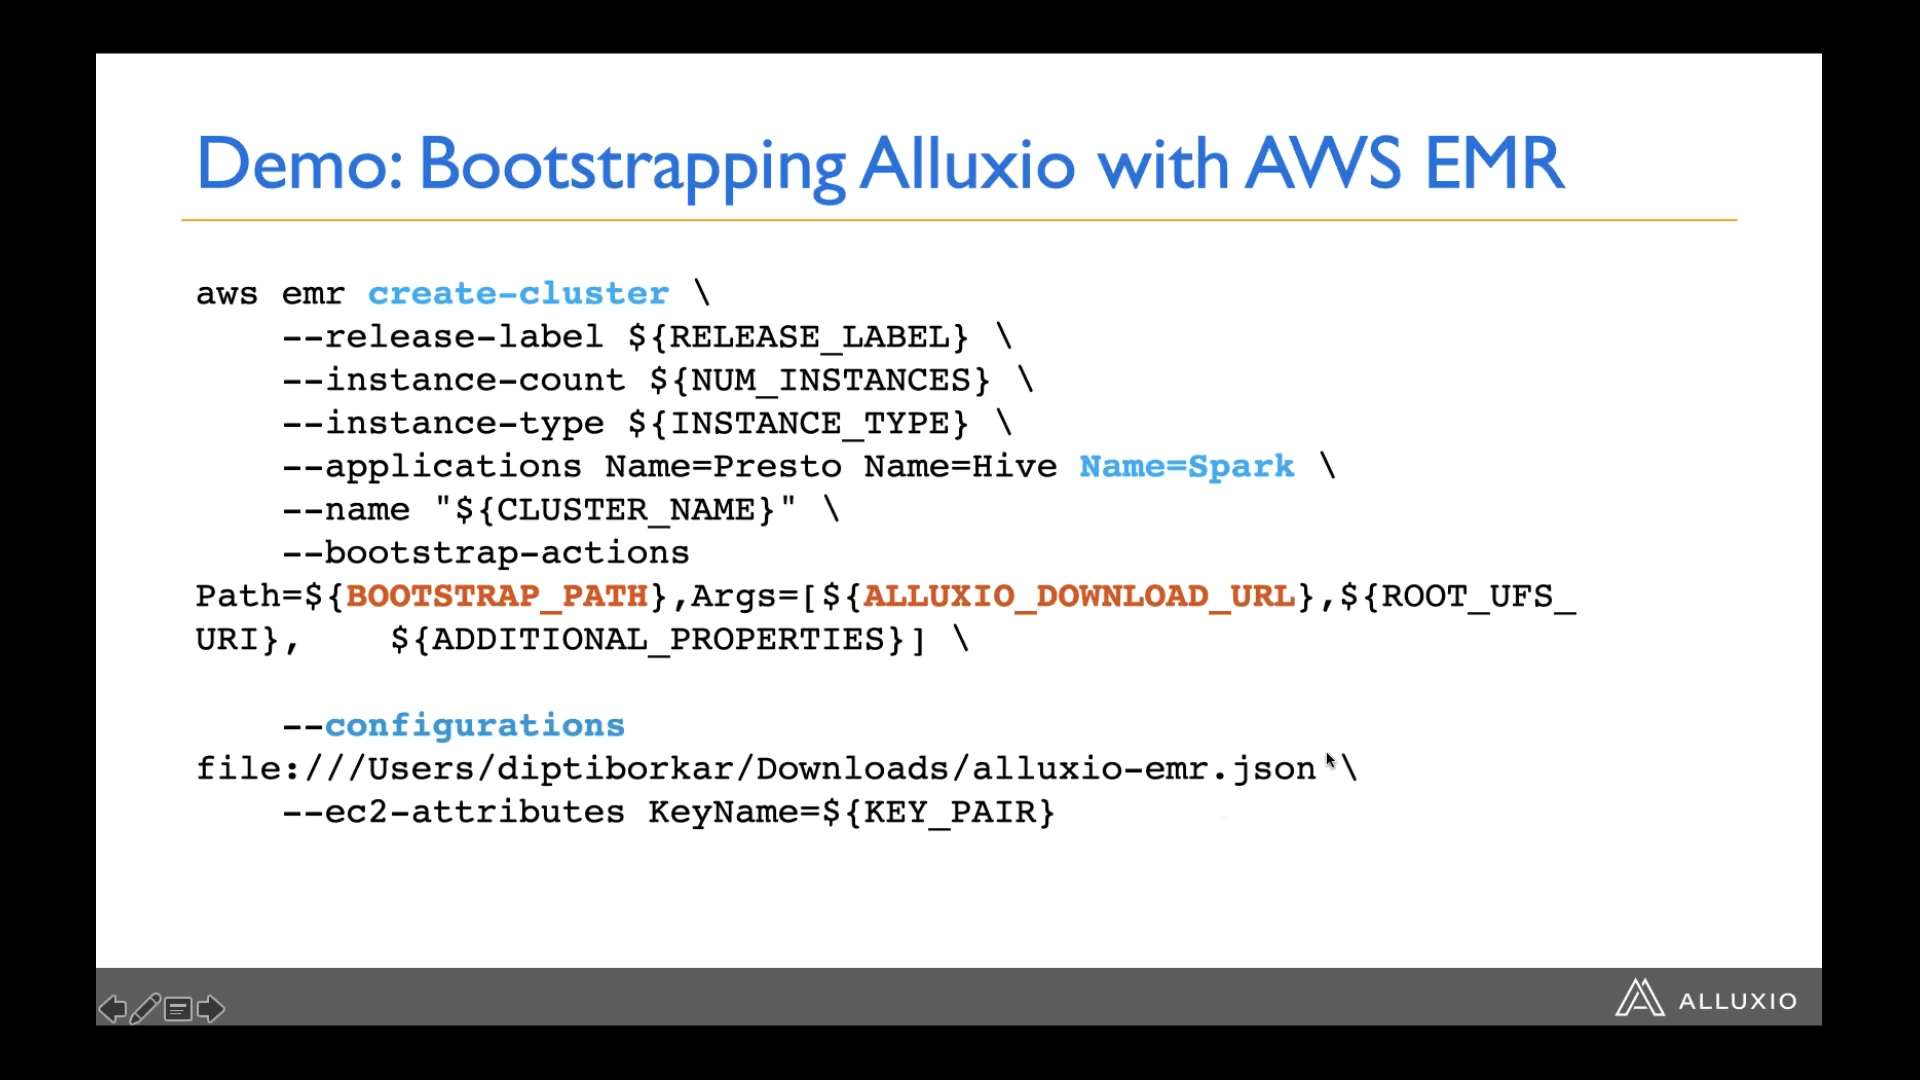 Demo: Bootstrapping Alluxio with AWS EMR
aws emr create-cluster \
--release-label ${RELEASE_LABEL} \
--instance-count ${NUM_INSTANCES} \
--instance-type ${INSTANCE_TYPE} \
--applications Name=Presto Name=Hive Name=Spark \
--name "${CLUSTER_NAME}" \
--bootstrap-actions
Path=${BOOTSTRAP_PATH},Args=[${ALLUXIO_DOWNLOAD_URL},${ROOT_UFS_
URI}, ${ADDITIONAL_PROPERTIES}] \
--configurations
file:///Users/diptiborkar/Downloads/alluxio-emr.json \
--ec2-attributes KeyName=${KEY_PAIR}
ALLUXIO